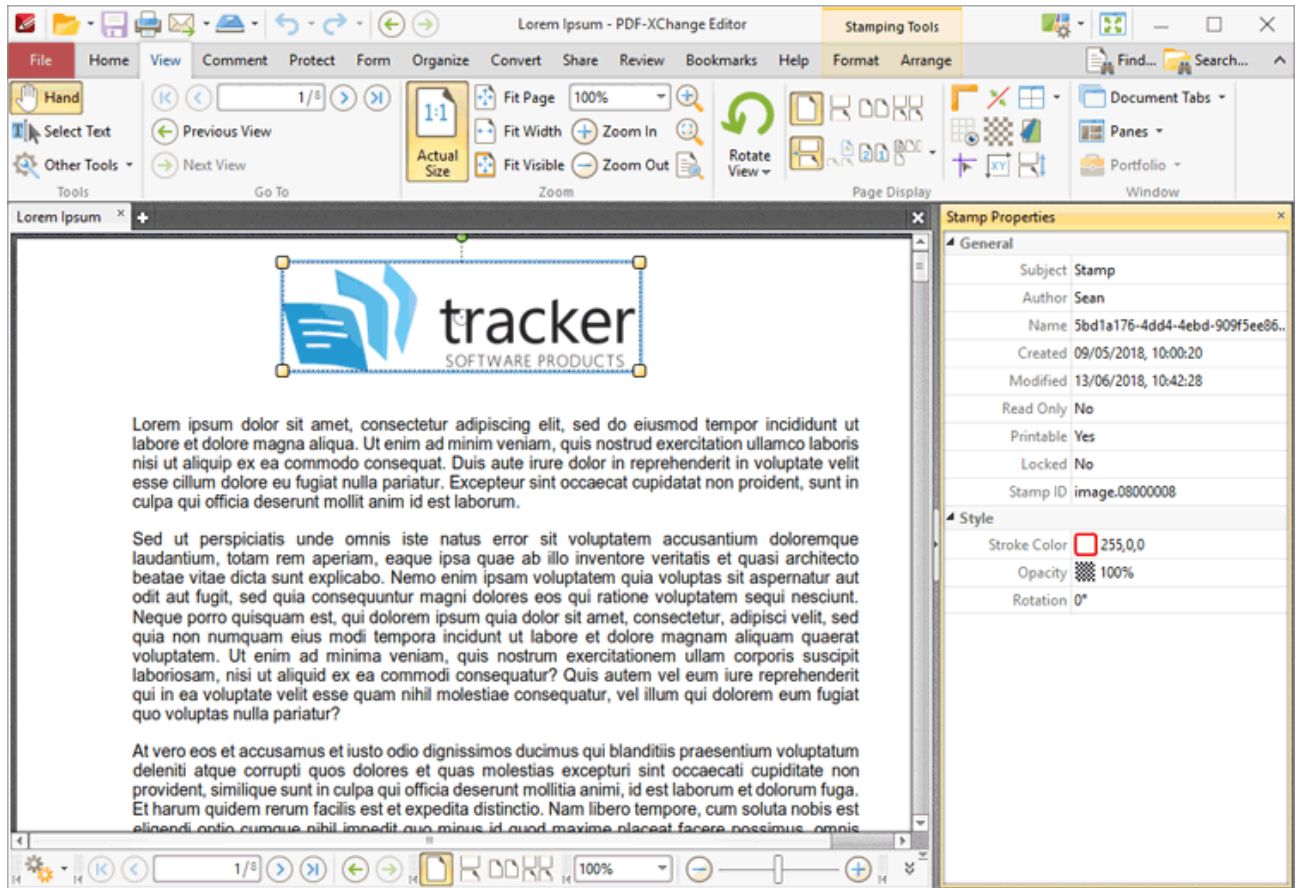 Lorem Ipsum - PDF-XChange Editor
Stamping Tools
File Home View Comment Protect Form Organize Convert Share Review Bookmarks Help Format Arrange Find... Search...
Hand
Select Text
Other Tools
Tools
1/8
Previous View
Next View
Go To
1:1
Actual Size
Fit Page 100%
Fit Width Zoom In
Fit Visible Zoom Out
Zoom
Rotate View
Page Display
XY
Document Tabs
Panes
Portfolio
Window
Lorem Ipsum
tracker
SOFTWARE PRODUCTS
Lorem ipsum dolor sit amet, consectetur adipiscing elit, sed do eiusmod tempor incididunt ut
labore et dolore magna aliqua. Ut enim ad minim veniam, quis nostrud exercitation ullamco laboris
nisi ut aliquip ex ea commodo consequat. Duis aute irure dolor in reprehenderit in voluptate velit
esse cillum dolore eu fugiat nulla pariatur. Excepteur sint occaecat cupidatat non proident, sunt in
culpa qui officia deserunt mollit anim id est laborum.
Sed ut perspiciatis unde omnis iste natus error sit voluptatem accusantium doloremque
laudantium, totam rem aperiam, eaque ipsa quae ab illo inventore veritatis et quasi architecto
beatae vitae dicta sunt explicabo. Nemo enim ipsam voluptatem quia voluptas sit aspernatur aut
odit aut fugit, sed quia consequuntur magni dolores eos qui ratione voluptatem sequi nesciunt.
Neque porro quisquam est, qui dolorem ipsum quia dolor sit amet, consectetur, adipisci velit, sed
quia non numquam eius modi tempora incidunt ut labore et dolore magnam aliquam quaerat
voluptatem. Ut enim ad minima veniam, quis nostrum exercitationem ullam corporis suscipit
laboriosam, nisi ut aliquid ex ea commodi consequatur? Quis autem vel eum iure reprehenderit
qui in ea voluptate velit esse quam nihil molestiae consequatur, vel illum qui dolorem eum fugiat
quo voluptas nulla pariatur?
At vero eos et accusamus et iusto odio dignissimos ducimus qui blanditiis praesentium voluptatum
deleniti atque corrupti quos dolores et quas molestias excepturi sint occaecati cupiditate non
provident, similique sunt in culpa qui officia deserunt mollitia animi, id est laborum et dolorum fuga.
Et harum quidem rerum facilis est et expedita distinctio. Nam libero tempore, cum soluta nobis est
eligendi optio cumque nihil impedit quo minus id quod maxime placeat facere possimus, omnis
Stamp Properties
General
Subject Stamp
Author Sean
Name 5bd1a176-4dd4-4ebd-909f5ee86..
Created 09/05/2018, 10:00:20
Modified 13/06/2018, 10:42:28
Read Only No
Printable Yes
Locked No
Stamp ID image.08000008
Style
Stroke Color 255,0,0
Opacity 100%
Rotation 0°
1/8 100%